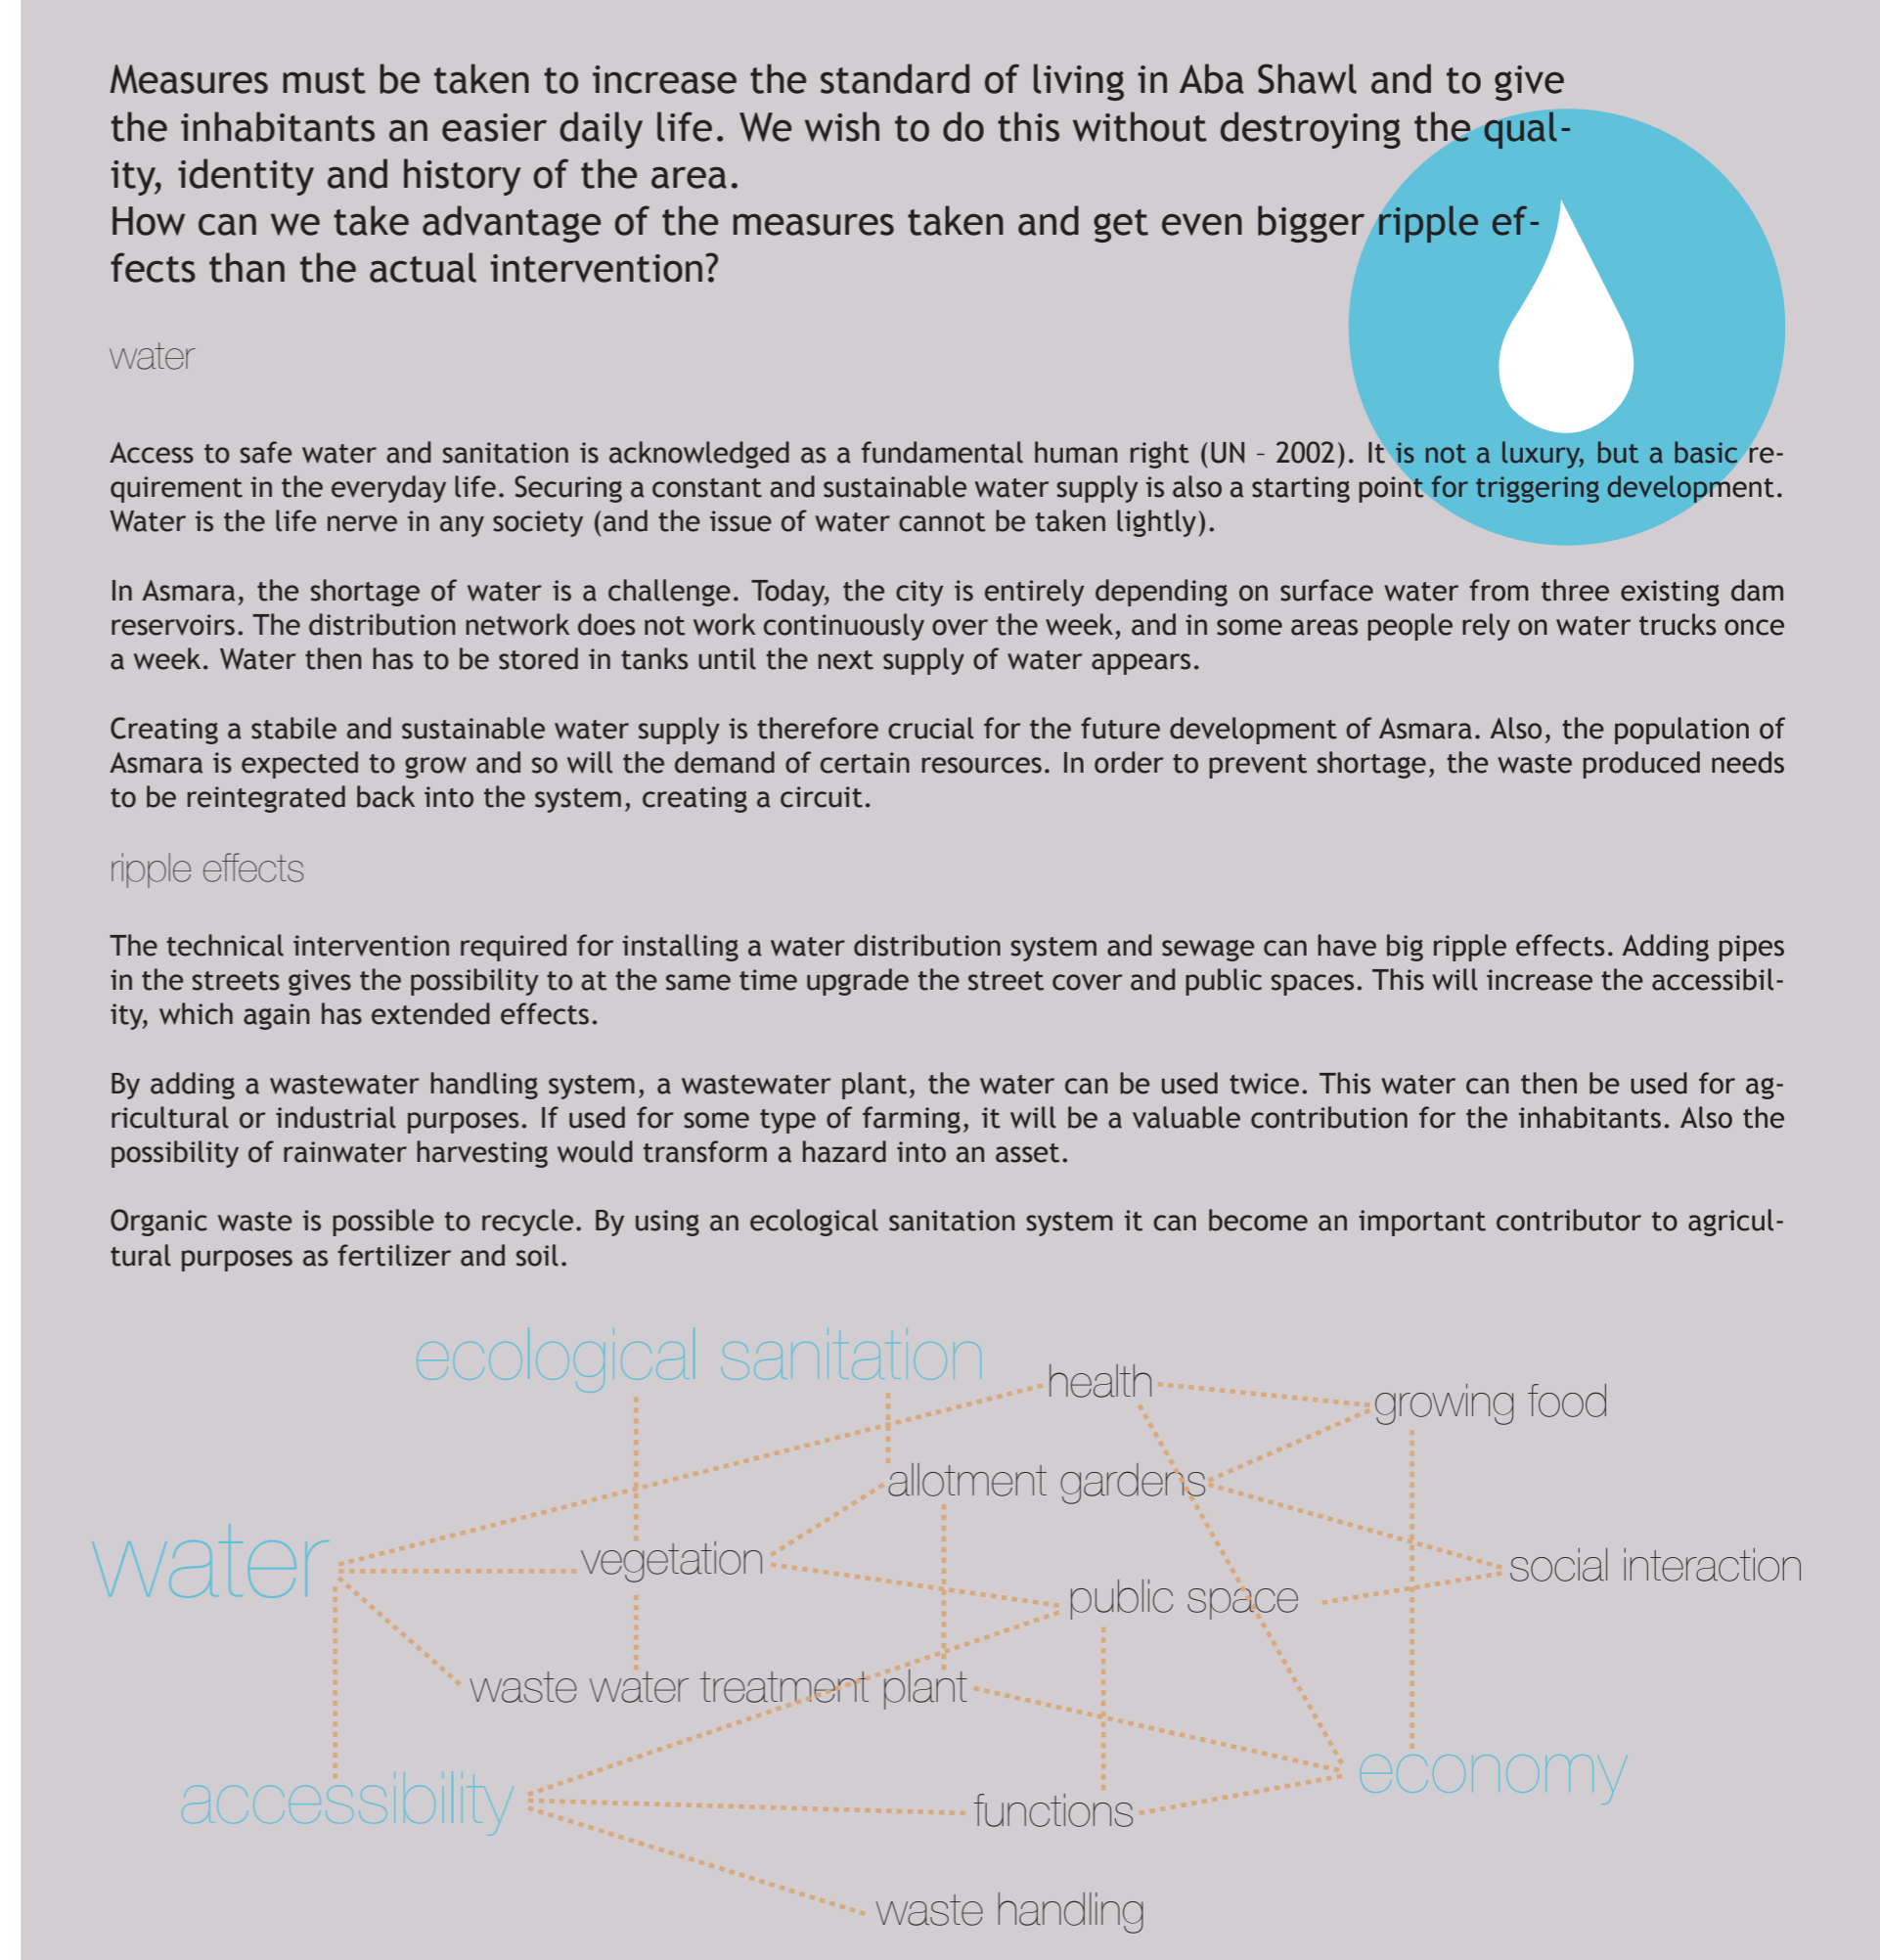 Measures must be taken to increase the standard of living in Aba Shawl and to give
the inhabitants an easier daily life. We wish to do this without destroying the qual-
ity, identity and history of the area.
How can we take advantage of the measures taken and get even bigger ripple ef-
fects than the actual intervention?
water
Access to safe water and sanitation is acknowledged as a fundamental human right (UN – 2002). It is not a luxury, but a basic re-
quirement in the everyday life. Securing a constant and sustainable water supply is also a starting point for triggering development.
Water is the life nerve in any society (and the issue of water cannot be taken lightly).
In Asmara, the shortage of water is a challenge. Today, the city is entirely depending on surface water from three existing dam
reservoirs. The distribution network does not work continuously over the week, and in some areas people rely on water trucks once
a week. Water then has to be stored in tanks until the next supply of water appears.
Creating a stabile and sustainable water supply is therefore crucial for the future development of Asmara. Also, the population of
Asmara is expected to grow and so will the demand of certain resources. In order to prevent shortage, the waste produced needs
to be reintegrated back into the system, creating a circuit.
ripple effects
The technical intervention required for installing a water distribution system and sewage can have big ripple effects. Adding pipes
in the streets gives the possibility to at the same time upgrade the street cover and public spaces. This will increase the accessibil-
ity, which again has extended effects.
By adding a wastewater handling system, a wastewater plant, the water can be used twice. This water can then be used for ag-
ricultural or industrial purposes. If used for some type of farming, it will be a valuable contribution for the inhabitants. Also the
possibility of rainwater harvesting would transform a hazard into an asset.
Organic waste is possible to recycle. By using an ecological sanitation system it can become an important contributor to agricul-
tural purposes as fertilizer and soil.
ecological sanitation
health
growing food
allotment gardens
water
vegetation
social interaction
public space
waste water treatment plant
economy
accessibility
functions
waste handling